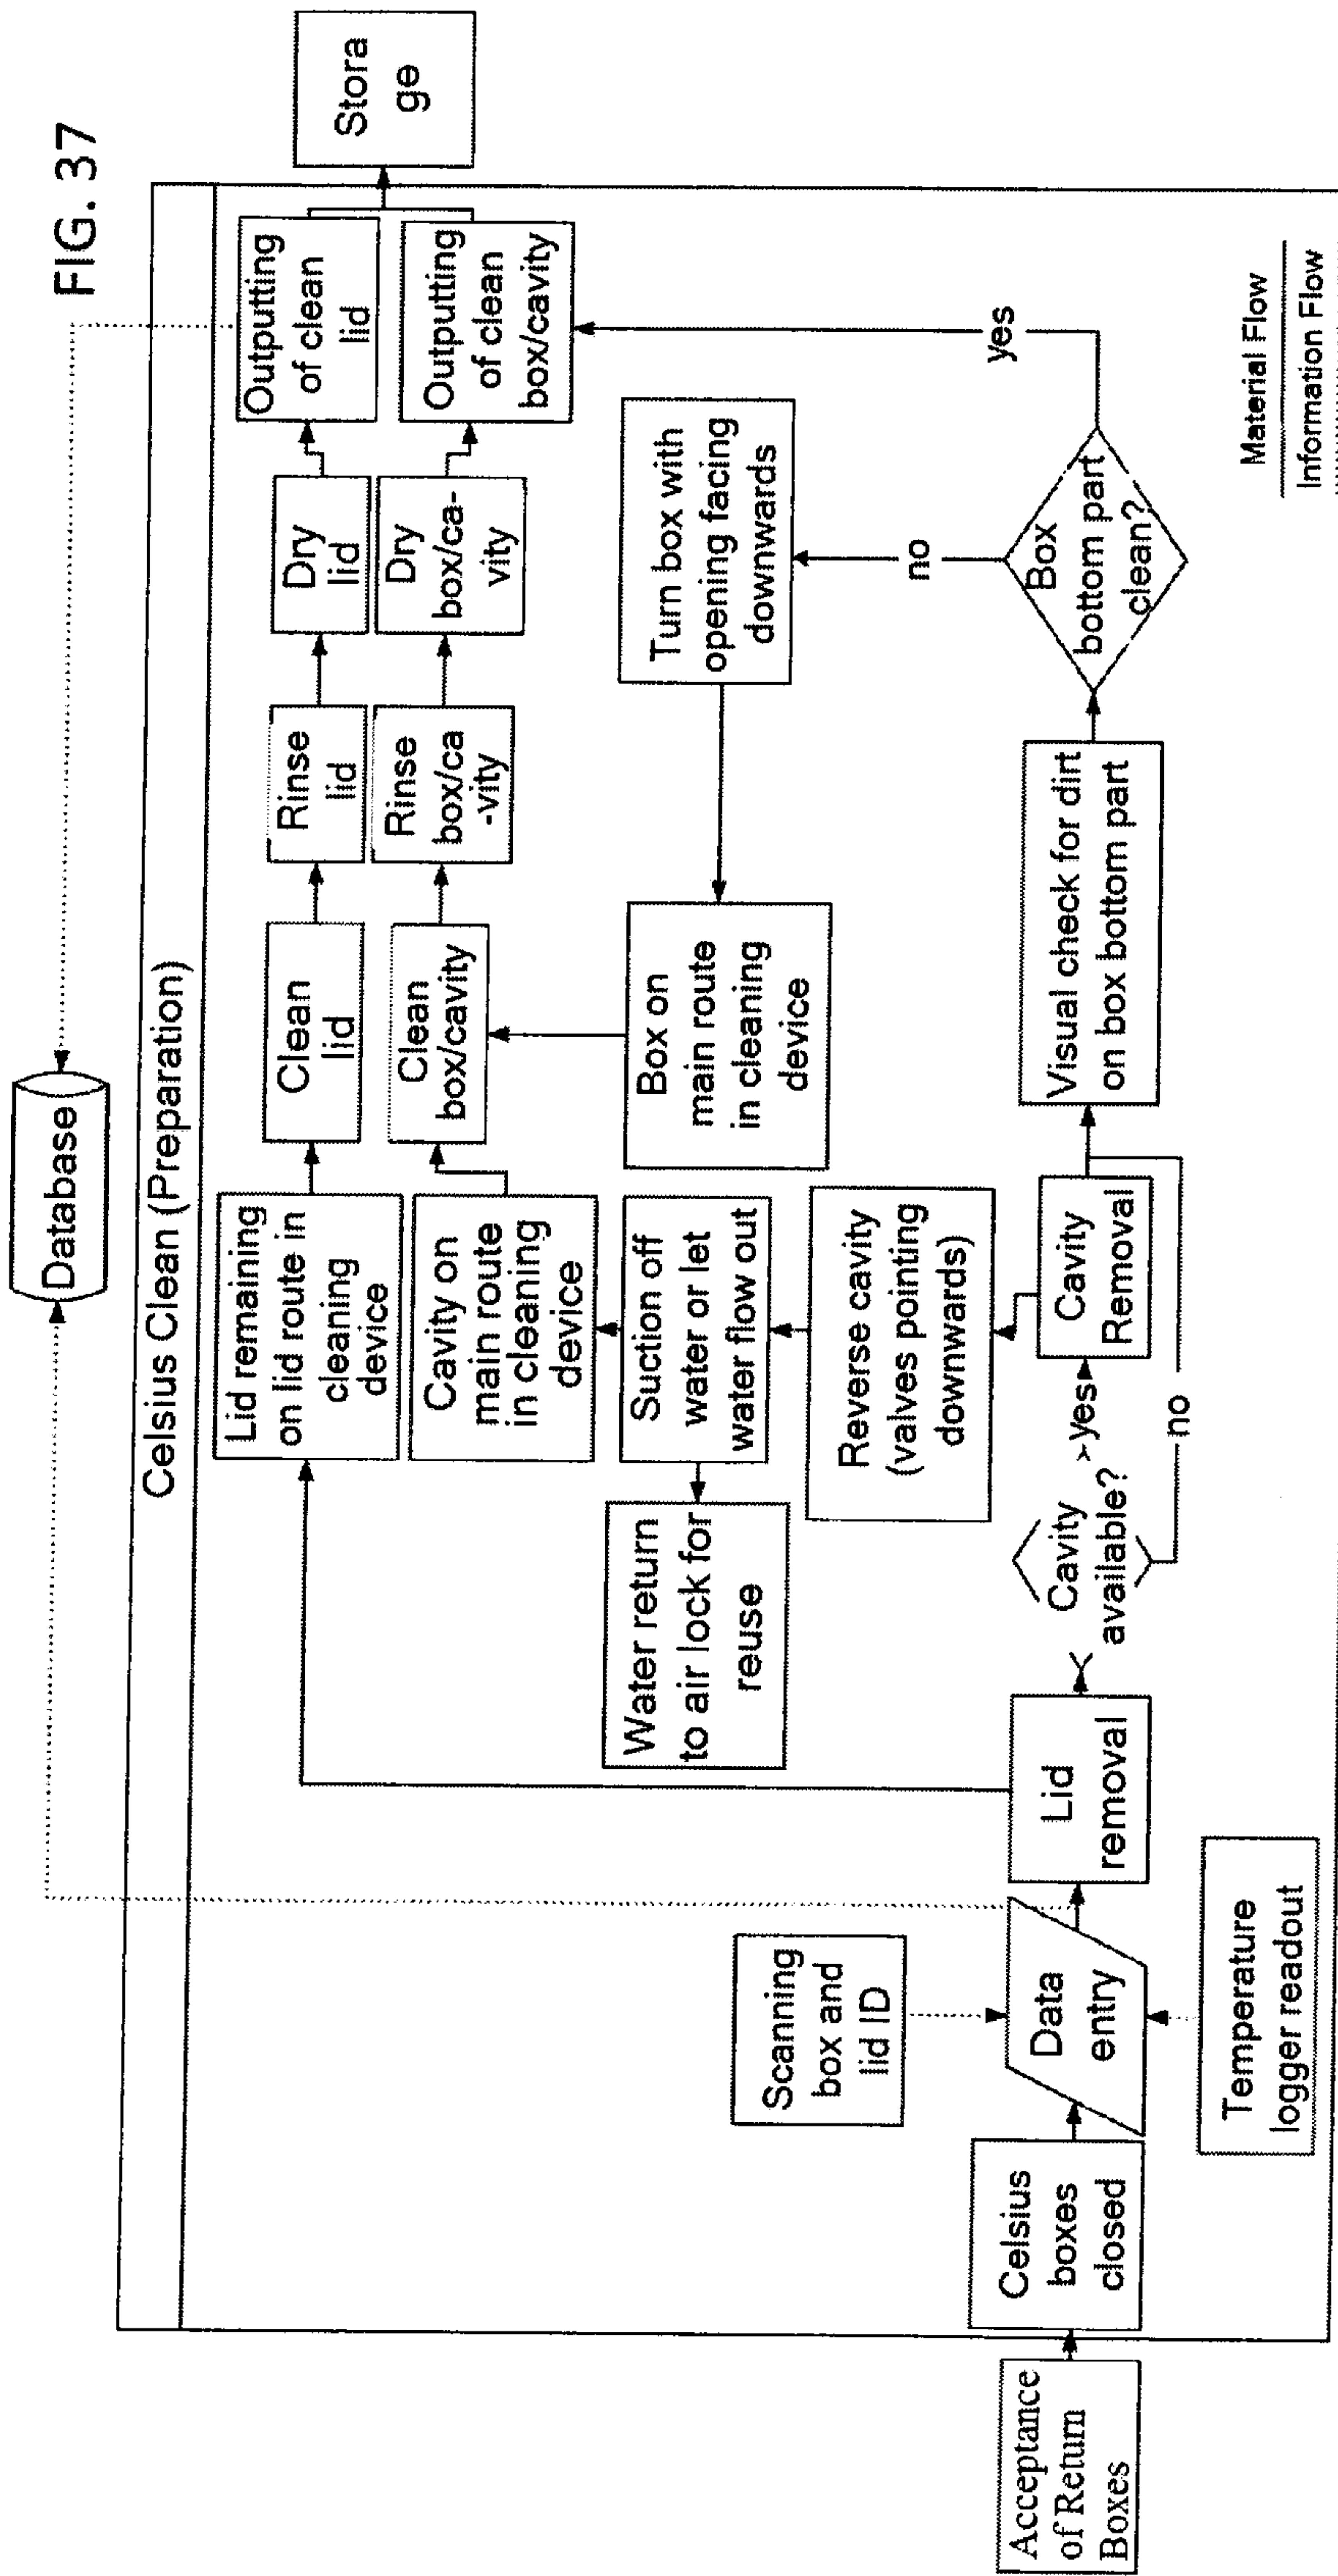 FIG. 37
Database
Celsius Clean (Preparation)
Acceptance
of Return
Boxes
Celsius
boxes
closed
Scanning
box and
lid ID
Data
entry
Temperature
logger readout
Lid
removal
Cavity
available?
yes
no
Cavity
Removal
Reverse cavity
(valves pointing
downwards)
Suction off
water or let
water flow out
Water return
to air lock for
reuse
Lid remaining
on lid route in
cleaning
device
Cavity on
main route
in cleaning
device
Clean
lid
Clean
box/cavity
Rinse
lid
Rinse
box/ca
-vity
Dry
lid
Dry
box/ca-
vity
Outputting
of clean
lid
Outputting
of clean
box/cavity
Stora
ge
Box on
main route
in cleaning
device
Turn box with
opening facing
downwards
Visual check for dirt
on box bottom part
Box
bottom part
clean?
no
yes
Material Flow
Information Flow